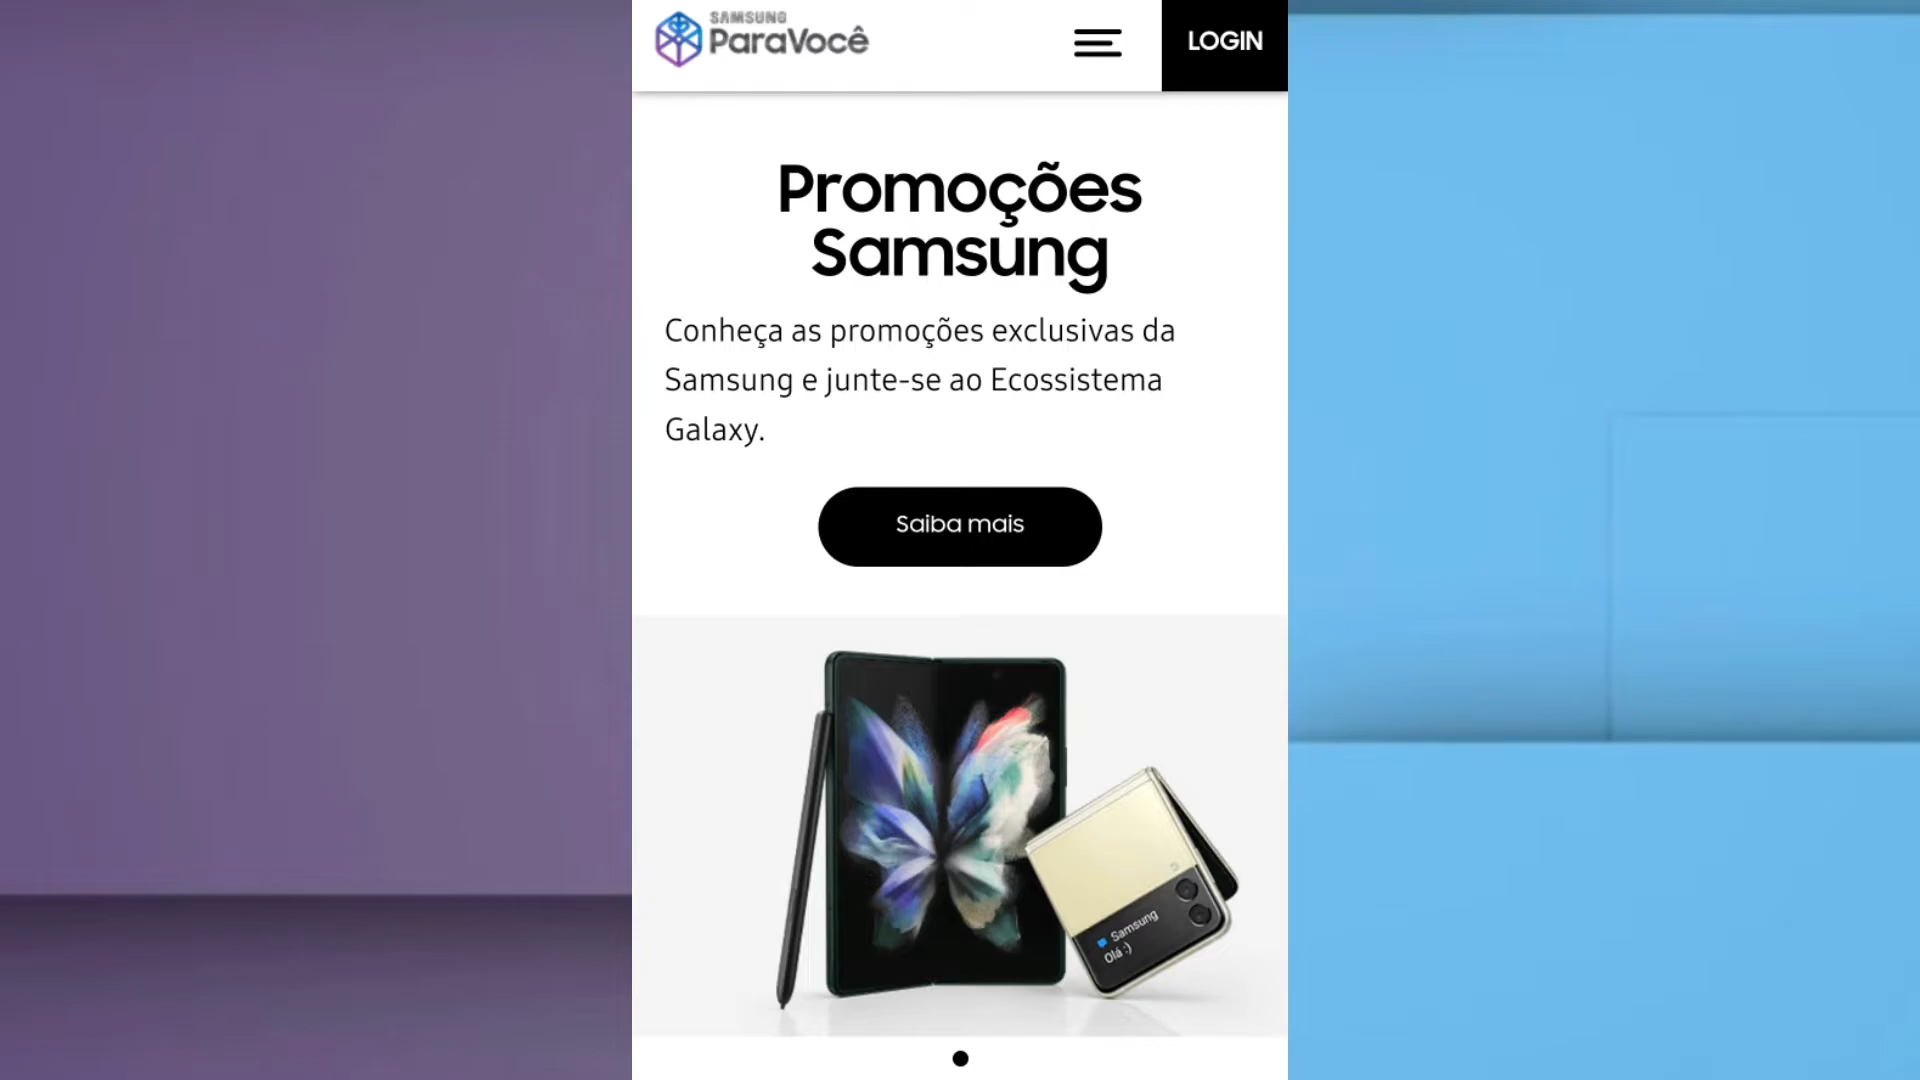 SAMSUNG
ParaVocê
LOGIN
Promoções
Samsung
Conheça as promoções exclusivas da
Samsung e junte-se ao Ecossistema
Galaxy.
Saiba mais
Samsung
Olá :)